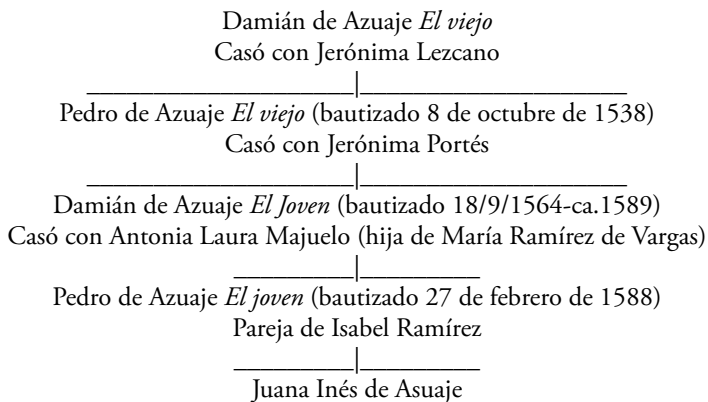 Damián de Azuaje El viejo
Casó con Jerónima Lezcano
Pedro de Azuaje El viejo (bautizado 8 de octubre de 1538)
Casó con Jerónima Portés
Damián de Azuaje El Joven (bautizado 18/9/1564-ca.1589)
Casó con Antonia Laura Majuelo (hija de María Ramírez de Vargas)
Pedro de Azuaje El joven (bautizado 27 de febrero de 1588)
Pareja de Isabel Ramírez
Juana Inés de Asuaje